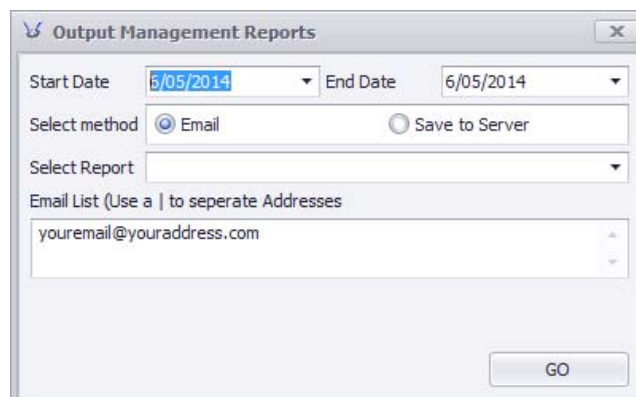 Output Management Reports
Start Date 6/05/2014 End Date 6/05/2014
Select method Email Save to Server
Select Report
Email List (Use a | to seperate Addresses
youremail@youraddress.com
GO